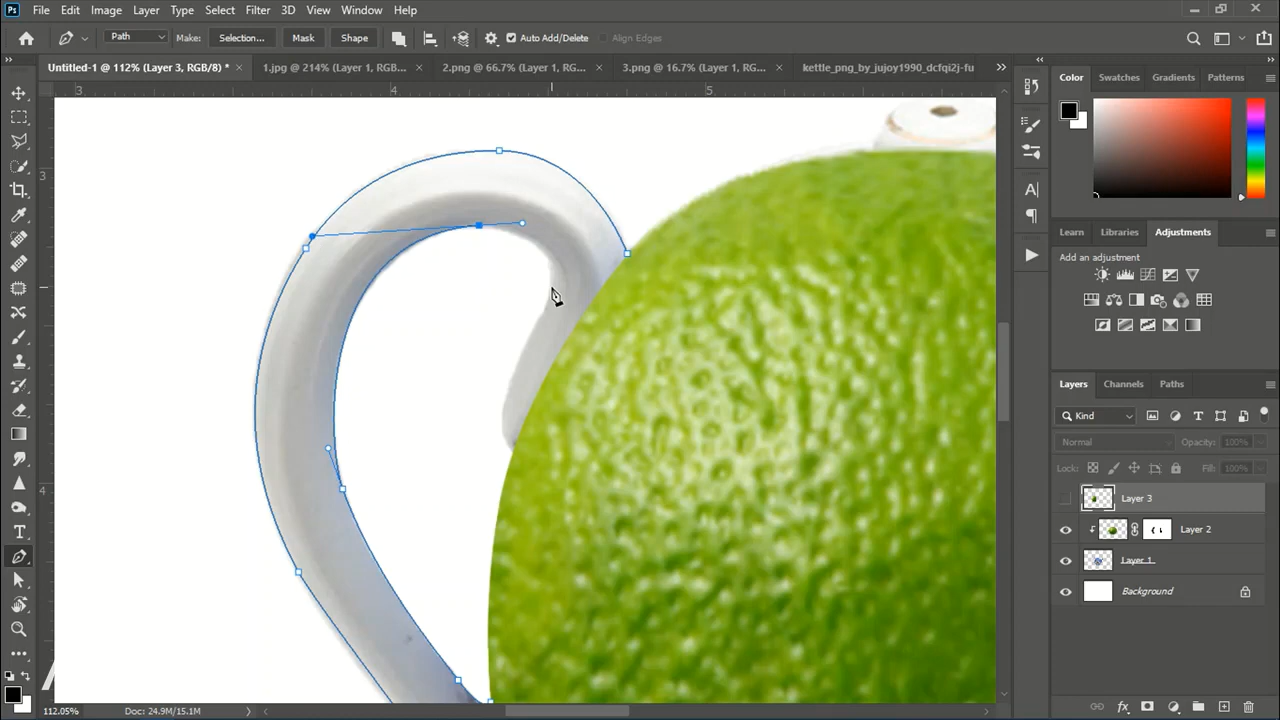 Ps File Edit Image Layer Type Select Filter 3D View Window Help
Path Make: Selection... Mask Shape Auto Add/Delete Align Edges
Untitled-1 @ 112% (Layer 3, RGB/8) * × 1.jpg @ 214% (Layer 1, RGB... × 2.png @ 66.7% (Layer 1, RG... × 3.png @ 16.7% (Layer 1, RG... × kettle_png_by_jujoy1990_dcfqi2j-fu
3 4 5
3
4
Color Swatches Gradients Patterns
Learn Libraries Adjustments
Add an adjustment
Layers Channels Paths
Kind
Normal Opacity: 100%
Lock: Fill: 100%
Layer 3
Layer 2
Layer 1
Background
112.05% Doc: 24.9M/15.1M